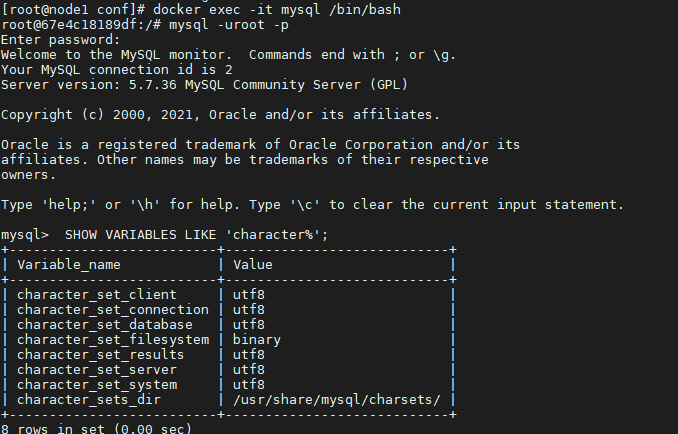 [root@node1 conf]# docker exec -it mysql /bin/bash
root@67e4c18189df:/# mysql -uroot -p
Enter password:
Welcome to the MySQL monitor.  Commands end with ; or \g.
Your MySQL connection id is 2
Server version: 5.7.36 MySQL Community Server (GPL)

Copyright (c) 2000, 2021, Oracle and/or its affiliates.

Oracle is a registered trademark of Oracle Corporation and/or its
affiliates. Other names may be trademarks of their respective
owners.

Type 'help;' or '\h' for help. Type '\c' to clear the current input statement.

mysql>  SHOW VARIABLES LIKE 'character%';
+--------------------------+----------------------------+
| Variable_name            | Value                      |
+--------------------------+----------------------------+
| character_set_client     | utf8                       |
| character_set_connection | utf8                       |
| character_set_database   | utf8                       |
| character_set_filesystem | binary                     |
| character_set_results    | utf8                       |
| character_set_server     | utf8                       |
| character_set_system     | utf8                       |
| character_sets_dir       | /usr/share/mysql/charsets/ |
+--------------------------+----------------------------+
8 rows in set (0.00 sec)